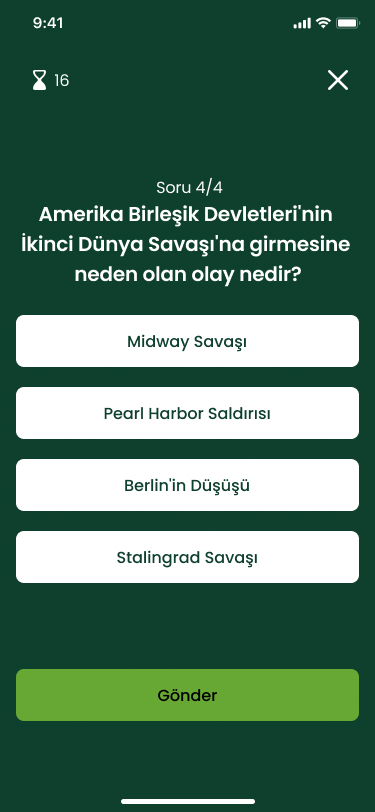 9:41
16
Soru 4/4
Amerika Birleşik Devletleri'nin
İkinci Dünya Savaşı'na girmesine
neden olan olay nedir?
Midway Savaşı
Pearl Harbor Saldırısı
Berlin'in Düşüşü
Stalingrad Savaşı
Gönder